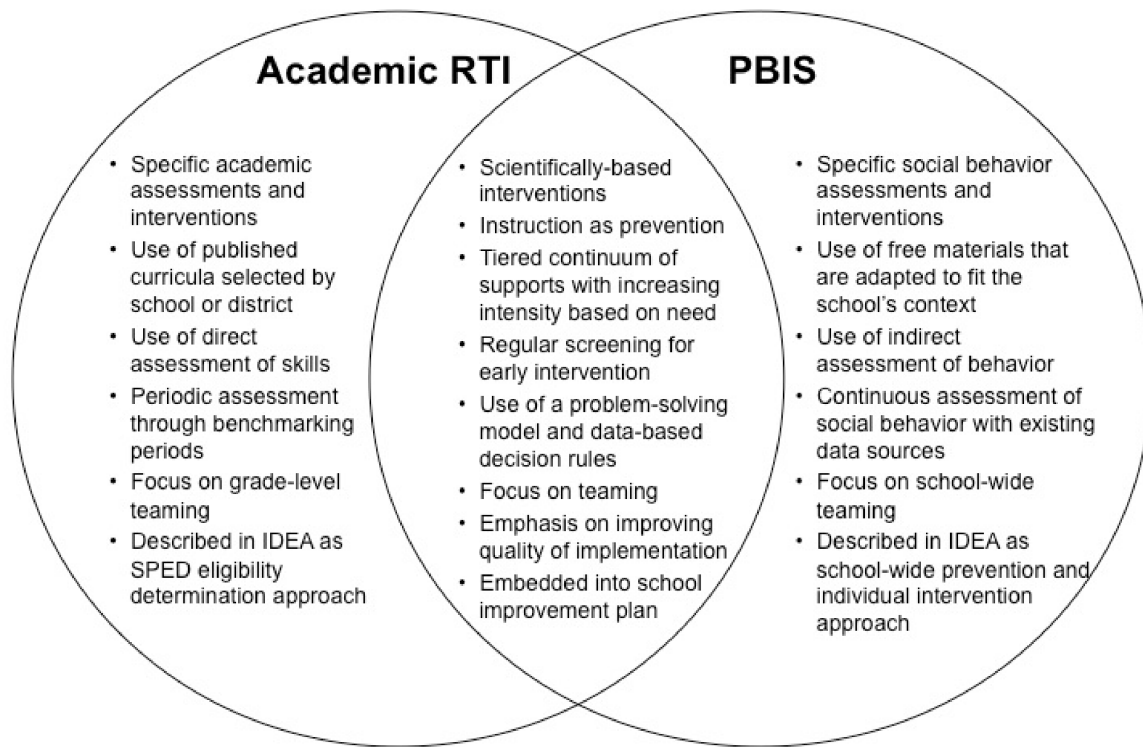 Academic RTI
• Specific academic
assessments and
interventions
• Use of published
curricula selected by
school or district
• Use of direct
assessment of skills
• Periodic assessment
through benchmarking
periods
• Focus on grade-level
teaming
• Described in IDEA as
SPED eligibility
determination approach
• Scientifically-based
interventions
• Instruction as prevention
• Tiered continuum of
supports with increasing
intensity based on need
• Regular screening for
early intervention
• Use of a problem-solving
model and data-based
decision rules
• Focus on teaming
• Emphasis on improving
quality of implementation
• Embedded into school
improvement plan
PBIS
• Specific social behavior
assessments and
interventions
• Use of free materials that
are adapted to fit the
school's context
• Use of indirect
assessment of behavior
• Continuous assessment of
social behavior with existing
data sources
• Focus on school-wide
teaming
• Described in IDEA as
school-wide prevention and
individual intervention
approach